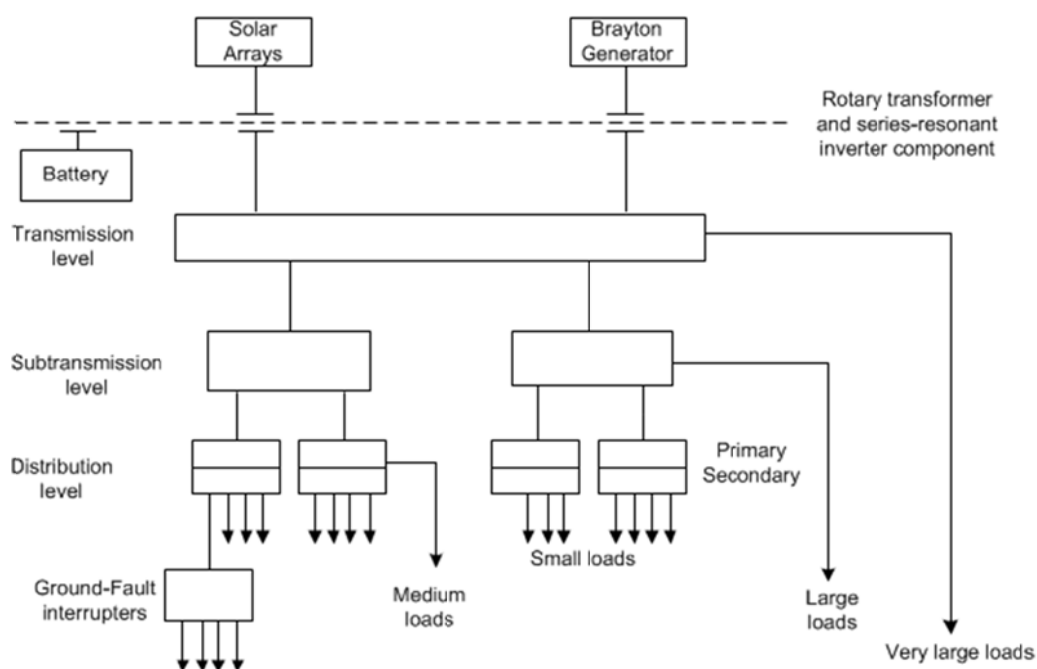 Solar
Arrays
Brayton
Generator
Rotary transformer
and series-resonant
inverter component
Battery
Transmission
level
Subtransmission
level
Distribution
level
Primary
Secondary
Small loads
Ground-Fault
interrupters
Medium
loads
Large
loads
Very large loads